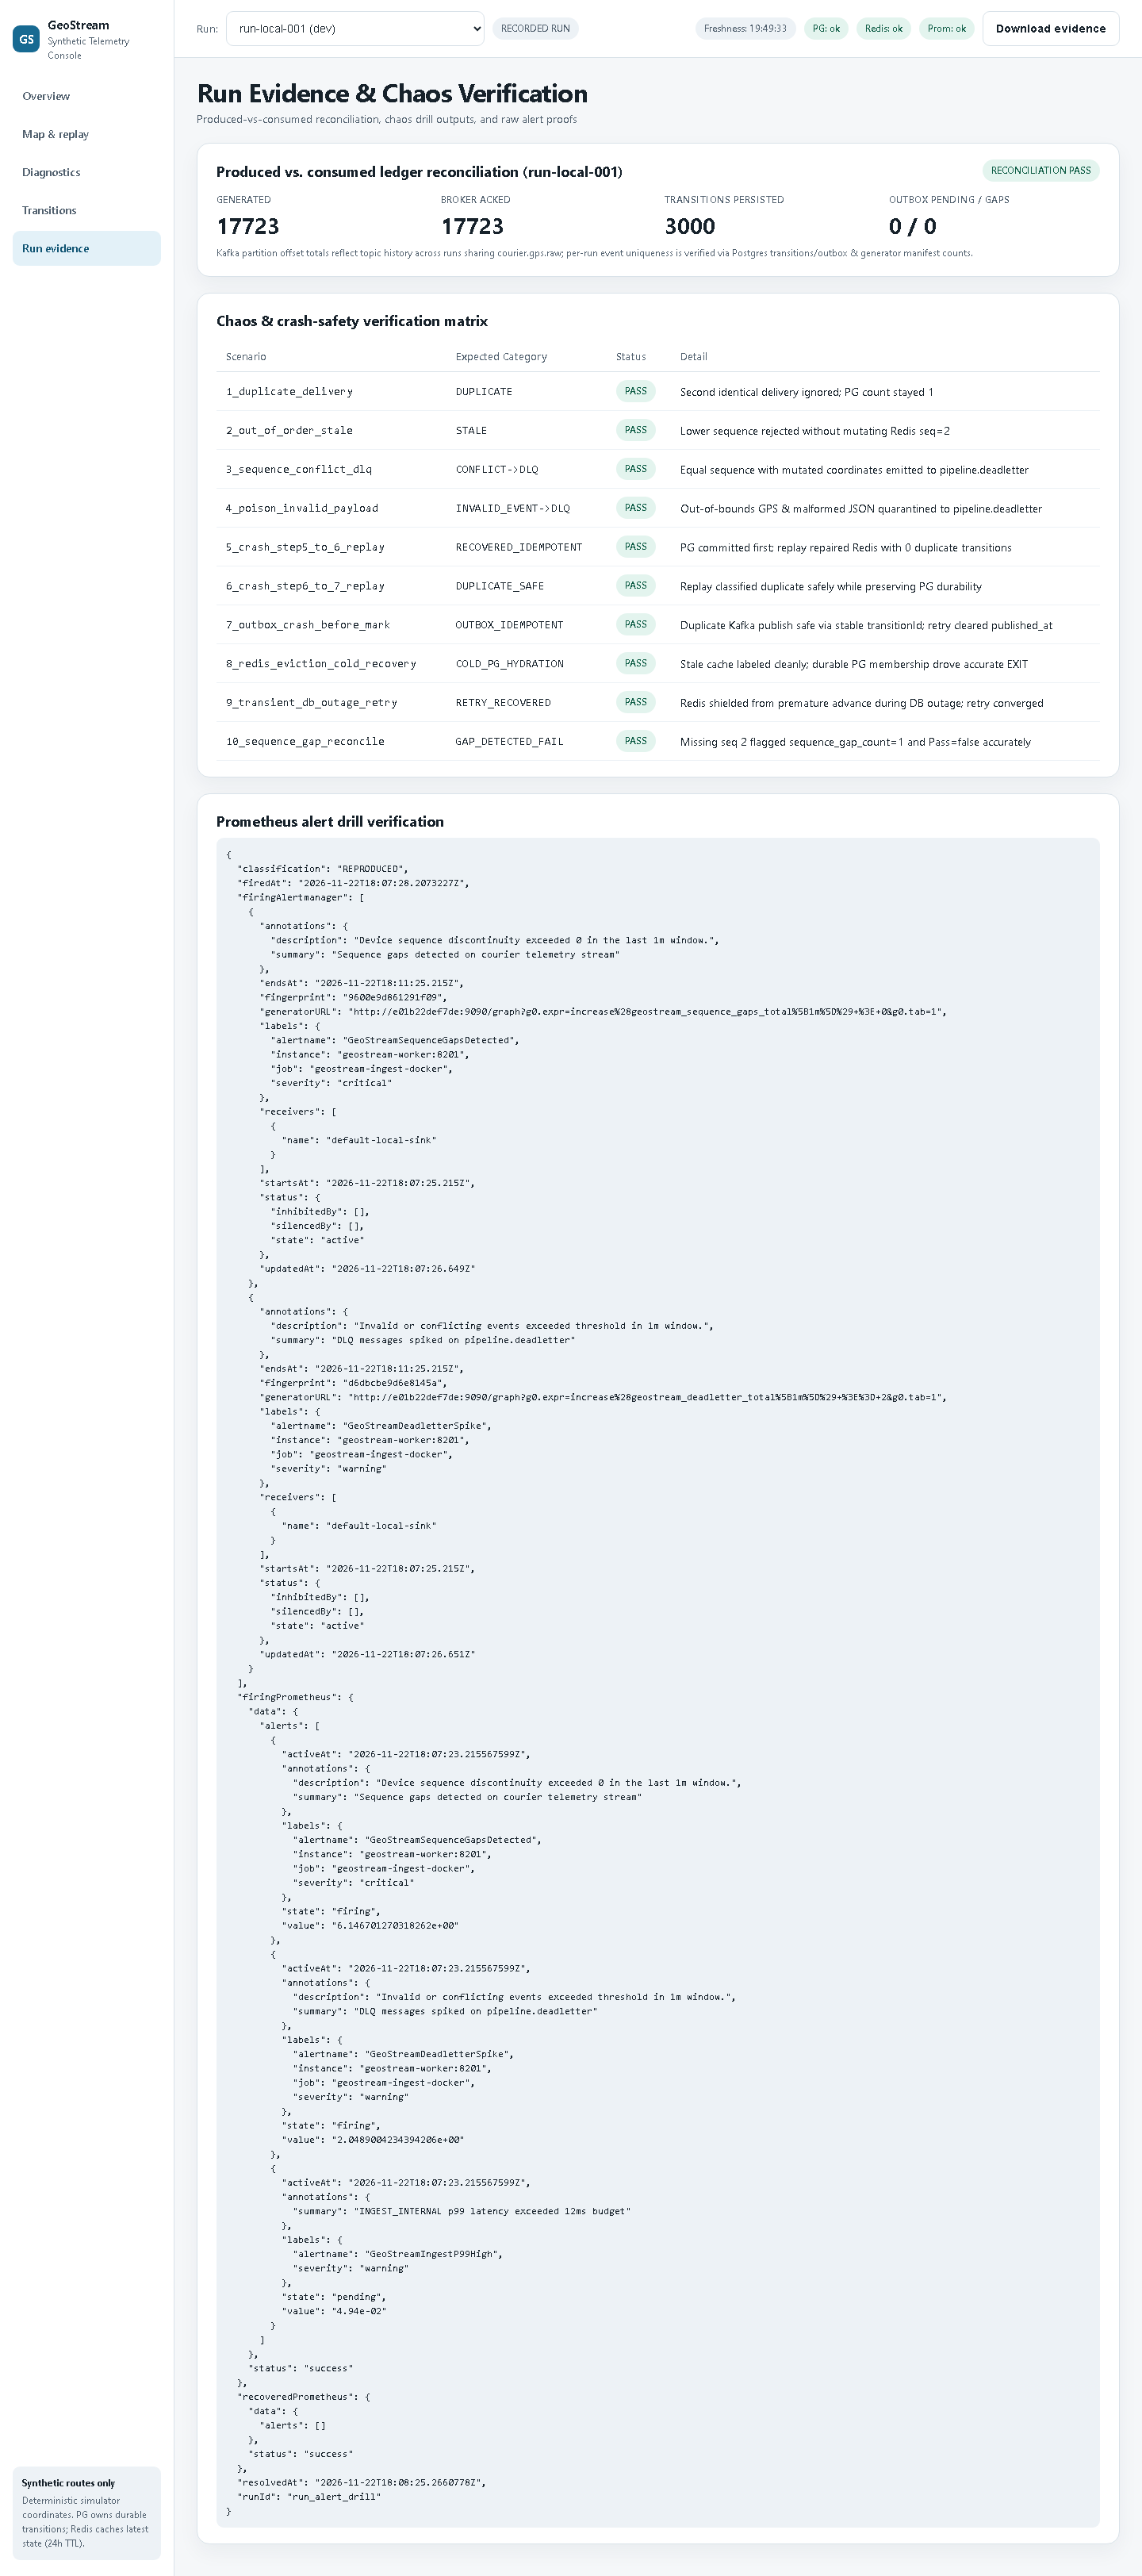 GS
GeoStream
Synthetic Telemetry
Console
Overview
Map & replay
Diagnostics
Transitions
Run evidence
Synthetic routes only
Deterministic simulator
coordinates. PG owns durable
transitions; Redis caches latest
state (24h TTL).
Run:
run-local-001 (dev)
RECORDED RUN
Freshness: 19:49:33
PG: ok
Redis: ok
Prom: ok
Download evidence
Run Evidence & Chaos Verification
Produced-vs-consumed reconciliation, chaos drill outputs, and raw alert proofs
Produced vs. consumed ledger reconciliation (run-local-001)
RECONCILIATION PASS
GENERATED
17723
BROKER ACKED
17723
TRANSITIONS PERSISTED
3000
OUTBOX PENDING / GAPS
0 / 0
Kafka partition offset totals reflect topic history across runs sharing courier.gps.raw; per-run event uniqueness is verified via Postgres transitions/outbox & generator manifest counts.
Chaos & crash-safety verification matrix
Scenario Expected Category Status Detail
1_duplicate_delivery DUPLICATE PASS Second identical delivery ignored; PG count stayed 1
2_out_of_order_stale STALE PASS Lower sequence rejected without mutating Redis seq=2
3_sequence_conflict_dlq CONFLICT->DLQ PASS Equal sequence with mutated coordinates emitted to pipeline.deadletter
4_poison_invalid_payload INVALID_EVENT->DLQ PASS Out-of-bounds GPS & malformed JSON quarantined to pipeline.deadletter
5_crash_step5_to_6_replay RECOVERED_IDEMPOTENT PASS PG committed first; replay repaired Redis with 0 duplicate transitions
6_crash_step6_to_7_replay DUPLICATE_SAFE PASS Replay classified duplicate safely while preserving PG durability
7_outbox_crash_before_mark OUTBOX_IDEMPOTENT PASS Duplicate Kafka publish safe via stable transitionId; retry cleared published_at
8_redis_eviction_cold_recovery COLD_PG_HYDRATION PASS Stale cache labeled cleanly; durable PG membership drove accurate EXIT
9_transient_db_outage_retry RETRY_RECOVERED PASS Redis shielded from premature advance during DB outage; retry converged
10_sequence_gap_reconcile GAP_DETECTED_FAIL PASS Missing seq 2 flagged sequence_gap_count=1 and Pass=false accurately
Prometheus alert drill verification
{
"classification": "REPRODUCED",
"firedAt": "2026-11-22T18:07:28.2073227Z",
"firingAlertmanager": [
{
"annotations": {
"description": "Device sequence discontinuity exceeded 0 in the last 1m window.",
"summary": "Sequence gaps detected on courier telemetry stream"
},
"endsAt": "2026-11-22T18:11:25.215Z",
"fingerprint": "9600e9d861291f09",
"generatorURL": "http://e01b22def7de:9090/graph?g0.expr=increase%28geostream_sequence_gaps_total%5B1m%5D%29+%3E+0&g0.tab=1",
"labels": {
"alertname": "GeoStreamSequenceGapsDetected",
"instance": "geostream-worker:8201",
"job": "geostream-ingest-docker",
"severity": "critical"
},
"receivers": [
{
"name": "default-local-sink"
}
],
"startsAt": "2026-11-22T18:07:25.215Z",
"status": {
"inhibitedBy": [],
"silencedBy": [],
"state": "active"
},
"updatedAt": "2026-11-22T18:07:26.649Z"
},
{
"annotations": {
"description": "Invalid or conflicting events exceeded threshold in 1m window.",
"summary": "DLQ messages spiked on pipeline.deadletter"
},
"endsAt": "2026-11-22T18:11:25.215Z",
"fingerprint": "d6dbcbe9d6e8145a",
"generatorURL": "http://e01b22def7de:9090/graph?g0.expr=increase%28geostream_deadletter_total%5B1m%5D%29+%3E%3D+2&g0.tab=1",
"labels": {
"alertname": "GeoStreamDeadletterSpike",
"instance": "geostream-worker:8201",
"job": "geostream-ingest-docker",
"severity": "warning"
},
"receivers": [
{
"name": "default-local-sink"
}
],
"startsAt": "2026-11-22T18:07:25.215Z",
"status": {
"inhibitedBy": [],
"silencedBy": [],
"state": "active"
},
"updatedAt": "2026-11-22T18:07:26.651Z"
}
],
"firingPrometheus": {
"data": {
"alerts": [
{
"activeAt": "2026-11-22T18:07:23.215567599Z",
"annotations": {
"description": "Device sequence discontinuity exceeded 0 in the last 1m window.",
"summary": "Sequence gaps detected on courier telemetry stream"
},
"labels": {
"alertname": "GeoStreamSequenceGapsDetected",
"instance": "geostream-worker:8201",
"job": "geostream-ingest-docker",
"severity": "critical"
},
"state": "firing",
"value": "6.146701270318262e+00"
},
{
"activeAt": "2026-11-22T18:07:23.215567599Z",
"annotations": {
"description": "Invalid or conflicting events exceeded threshold in 1m window.",
"summary": "DLQ messages spiked on pipeline.deadletter"
},
"labels": {
"alertname": "GeoStreamDeadletterSpike",
"instance": "geostream-worker:8201",
"job": "geostream-ingest-docker",
"severity": "warning"
},
"state": "firing",
"value": "2.0489004234394206e+00"
},
{
"activeAt": "2026-11-22T18:07:23.215567599Z",
"annotations": {
"summary": "INGEST_INTERNAL p99 latency exceeded 12ms budget"
},
"labels": {
"alertname": "GeoStreamIngestP99High",
"severity": "warning"
},
"state": "pending",
"value": "4.94e-02"
}
]
},
"status": "success"
},
"recoveredPrometheus": {
"data": {
"alerts": []
},
"status": "success"
},
"resolvedAt": "2026-11-22T18:08:25.2660778Z",
"runId": "run_alert_drill"
}